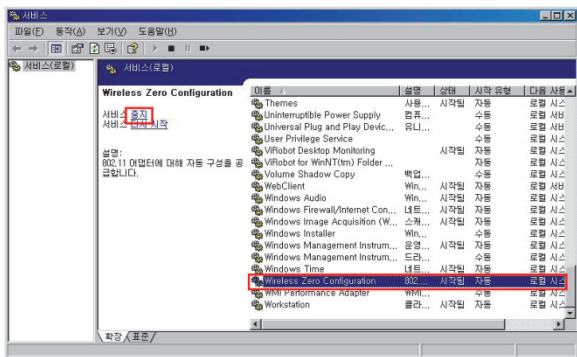 서비스
파일(F) 동작(A) 보기(V) 도움말(H)
서비스(로컬)
서비스(로컬)
Wireless Zero Configuration
서비스 중지
서비스 다시 시작
설명:
802,11 어댑터에 대해 자동 구성을 공
급합니다.
이름 설명 상태 시작 유형 다음 사용
Themes 사용... 시작됨 자동 로컬 시스
Uninterruptible Power Supply 컴퓨... 수동 로컬 서비
Universal Plug and Play Devic... 유니... 수동 로컬 서비
User Privilege Service 수동 로컬 시스
ViRobot Desktop Monitoring 시작됨 자동 로컬 시스
ViRobot for WinNT(tm) Folder ... 자동 로컬 시스
Volume Shadow Copy 백업... 수동 로컬 시스
WebClient Win... 시작됨 자동 로컬 서비
Windows Audio Win... 시작됨 자동 로컬 시스
Windows Firewall/Internet Con... 네트... 시작됨 자동 로컬 시스
Windows Image Acquisition (W... 스캐... 시작됨 자동 로컬 시스
Windows Installer Win... 수동 로컬 시스
Windows Management Instrum... 운영... 시작됨 자동 로컬 시스
Windows Management Instrum... 드라... 수동 로컬 시스
Windows Time 네트... 시작됨 자동 로컬 시스
Wireless Zero Configuration 802,... 시작됨 자동 로컬 시스
WMI Performance Adapter WMI... 수동 로컬 시스
Workstation 클라... 시작됨 자동 로컬 시스
확장 표준